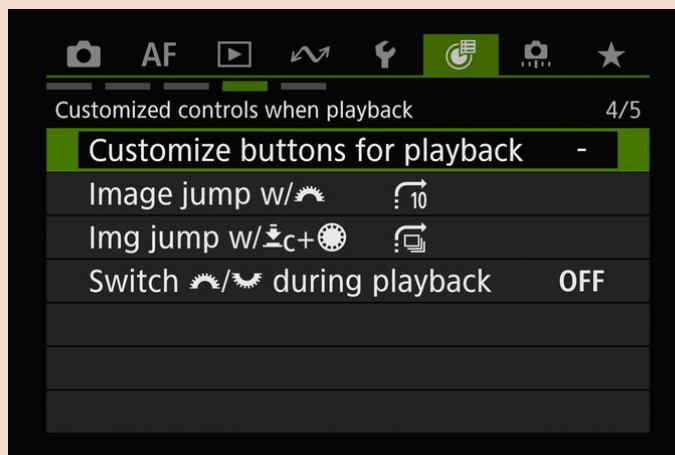 AF
Customized controls when playback 4/5
Customize buttons for playback -
Image jump w/ 10
Img jump w/ C+
Switch / during playback OFF